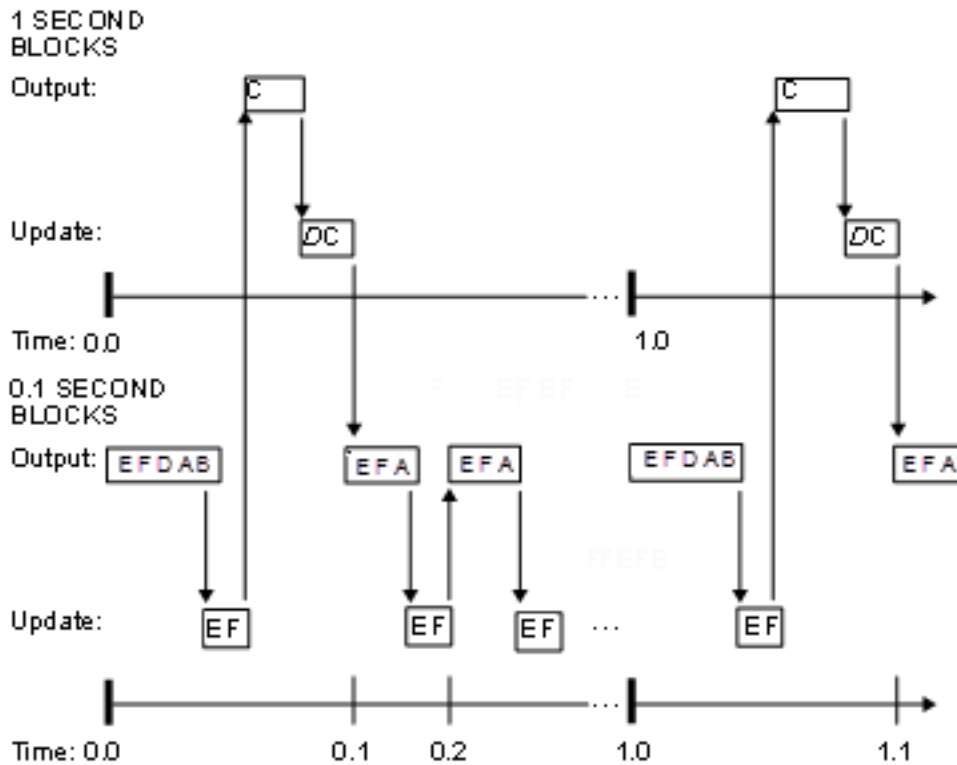 1 SECOND
BLOCKS
Output:
C
C
Update:
DC
DC
...
Time: 0.0
1.0
0.1 SECOND
BLOCKS
Output:
EFDAB
EFA
EFA
EFDAB
EFA
Update:
EF
EF
EF
...
EF
...
Time: 0.0
0.1
0.2
1.0
1.1